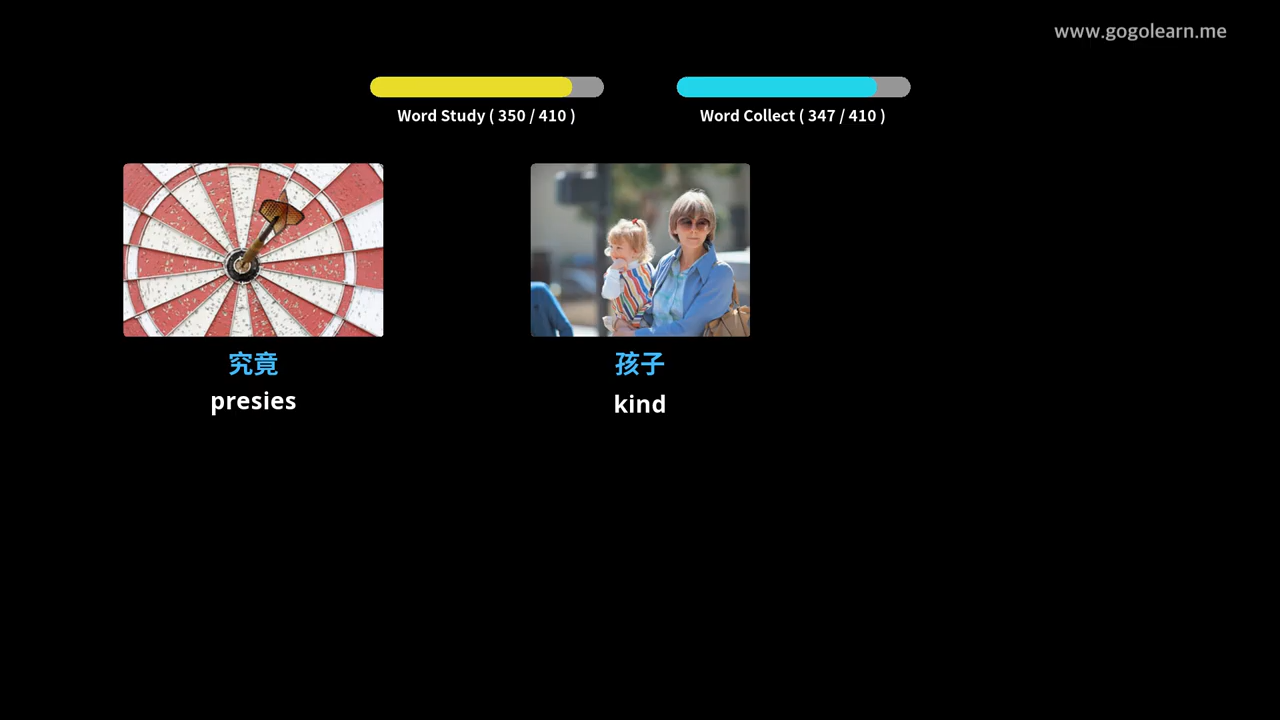 www.gogolearn.me
Word Study ( 350 / 410 )
Word Collect ( 347 / 410 )
究竟
presies
孩子
kind